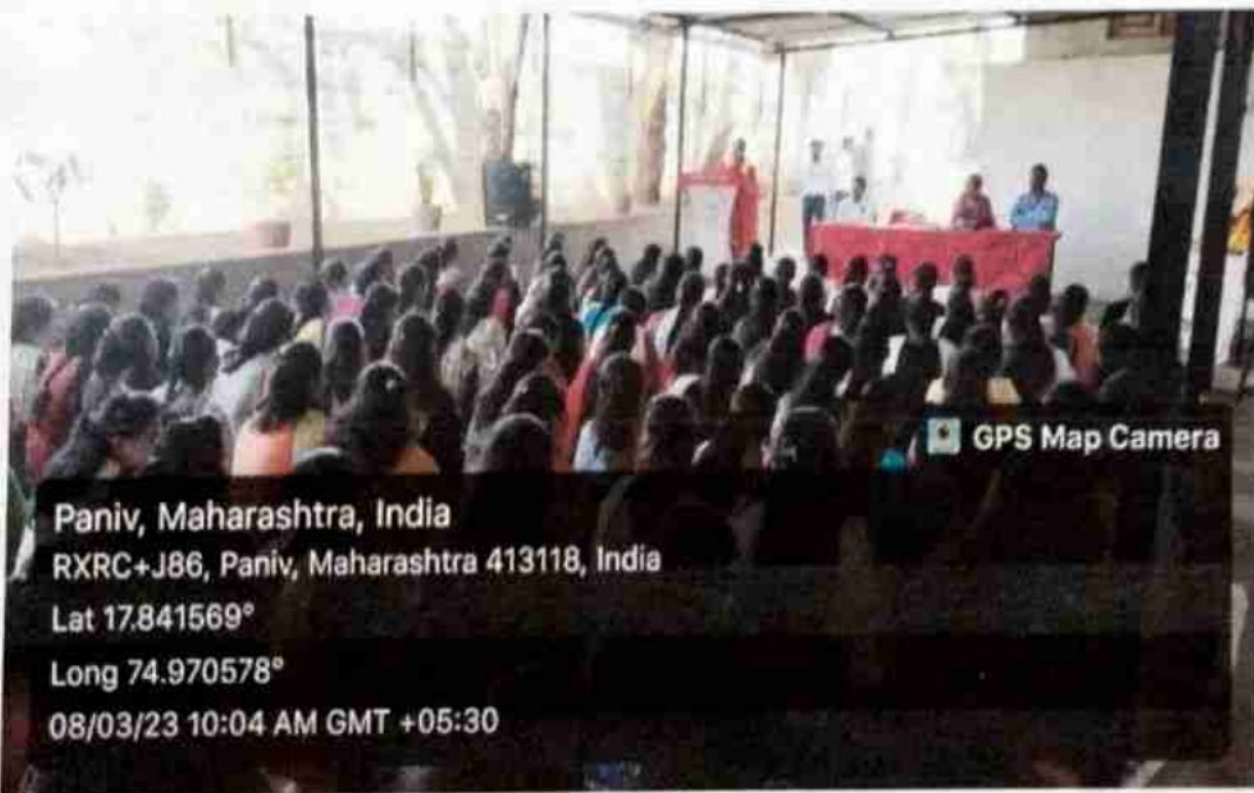 GPS Map Camera
Paniv, Maharashtra, India
RXRC+J86, Paniv, Maharashtra 413118, India
Lat 17.841569°
Long 74.970578°
08/03/23 10:04 AM GMT +05:30